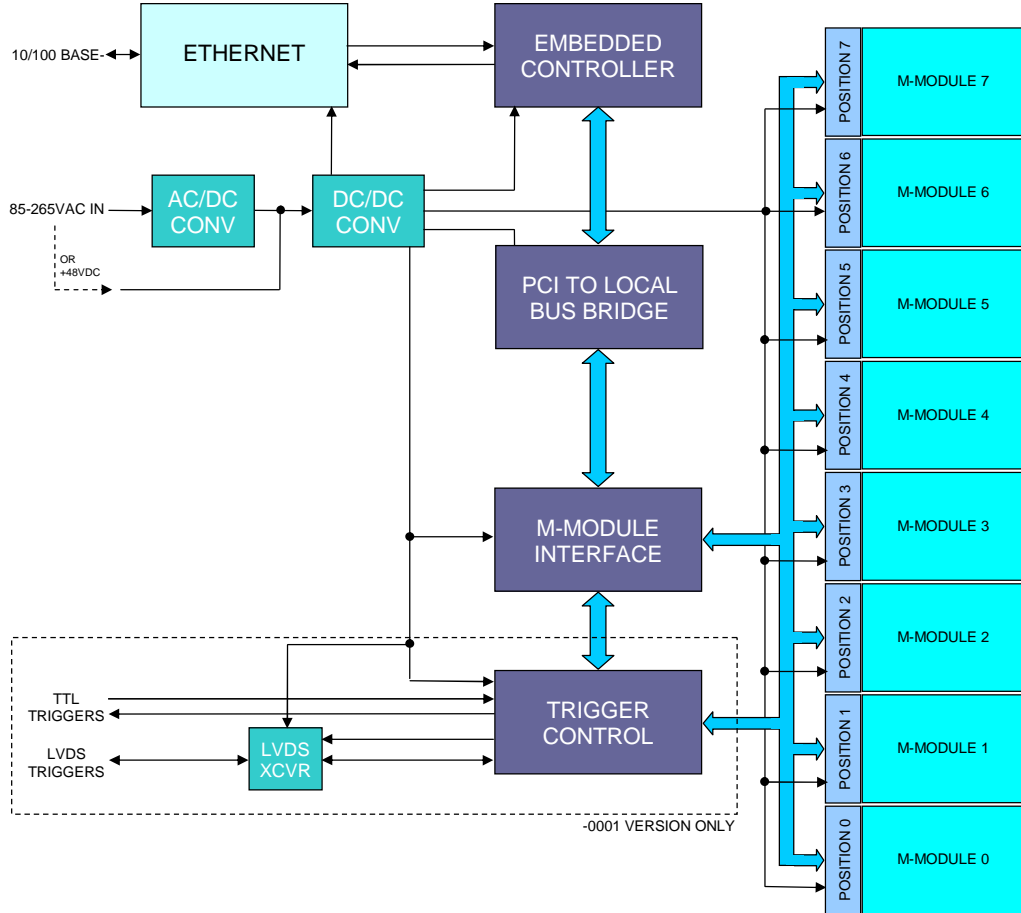 10/100 BASE-
ETHERNET
EMBEDDED
CONTROLLER
85-265VAC IN
OR
+48VDC
AC/DC
CONV
DC/DC
CONV
PCI TO LOCAL
BUS BRIDGE
M-MODULE
INTERFACE
TTL
TRIGGERS
LVDS
TRIGGERS
LVDS
XCVR
TRIGGER
CONTROL
-0001 VERSION ONLY
POSITION 7
M-MODULE 7
POSITION 6
M-MODULE 6
POSITION 5
M-MODULE 5
POSITION 4
M-MODULE 4
POSITION 3
M-MODULE 3
POSITION 2
M-MODULE 2
POSITION 1
M-MODULE 1
POSITION 0
M-MODULE 0